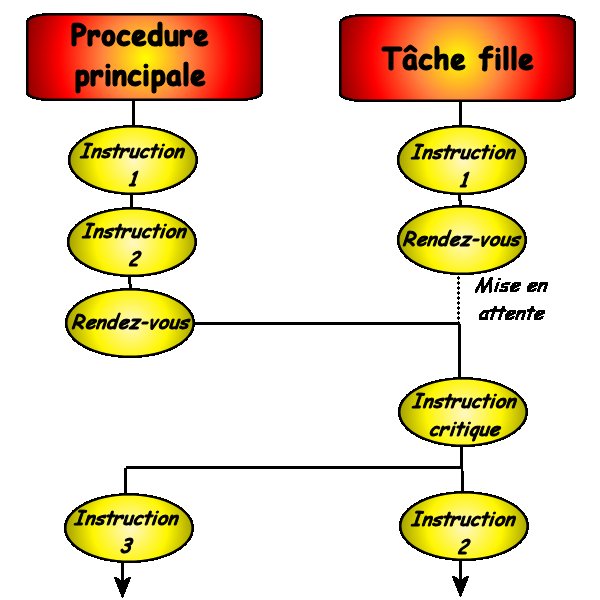 Procedure
principale
Tâche fille
Instruction
1
Instruction
1
Instruction
2
Rendez-vous
Mise en
attente
Rendez-vous
Instruction
critique
Instruction
3
Instruction
2